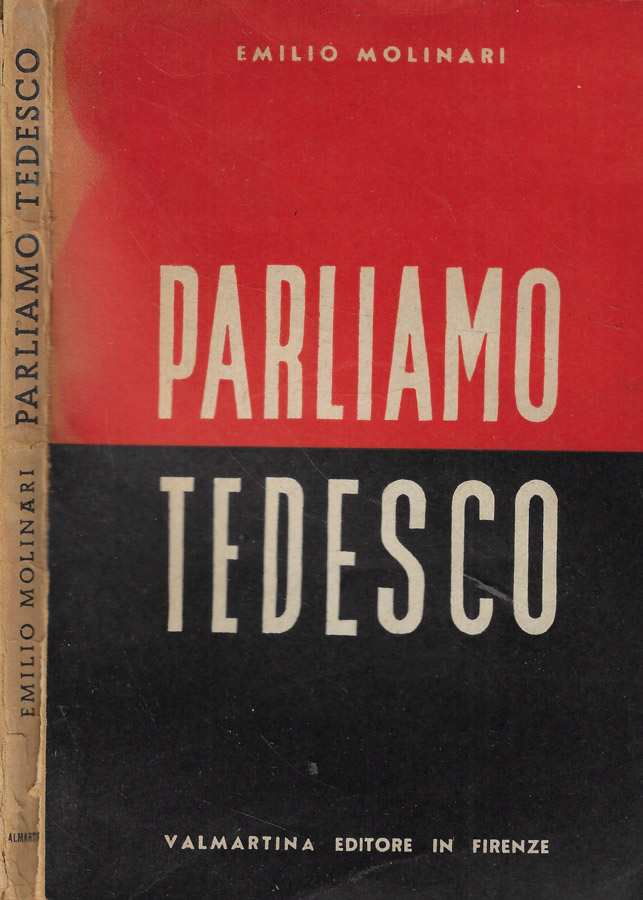 EMILIO MOLINARI
PARLIAMO
TEDESCO
VALMARTINA EDITORE IN FIRENZE
EMILIO MOLINARI - PARLIAMO TEDESCO